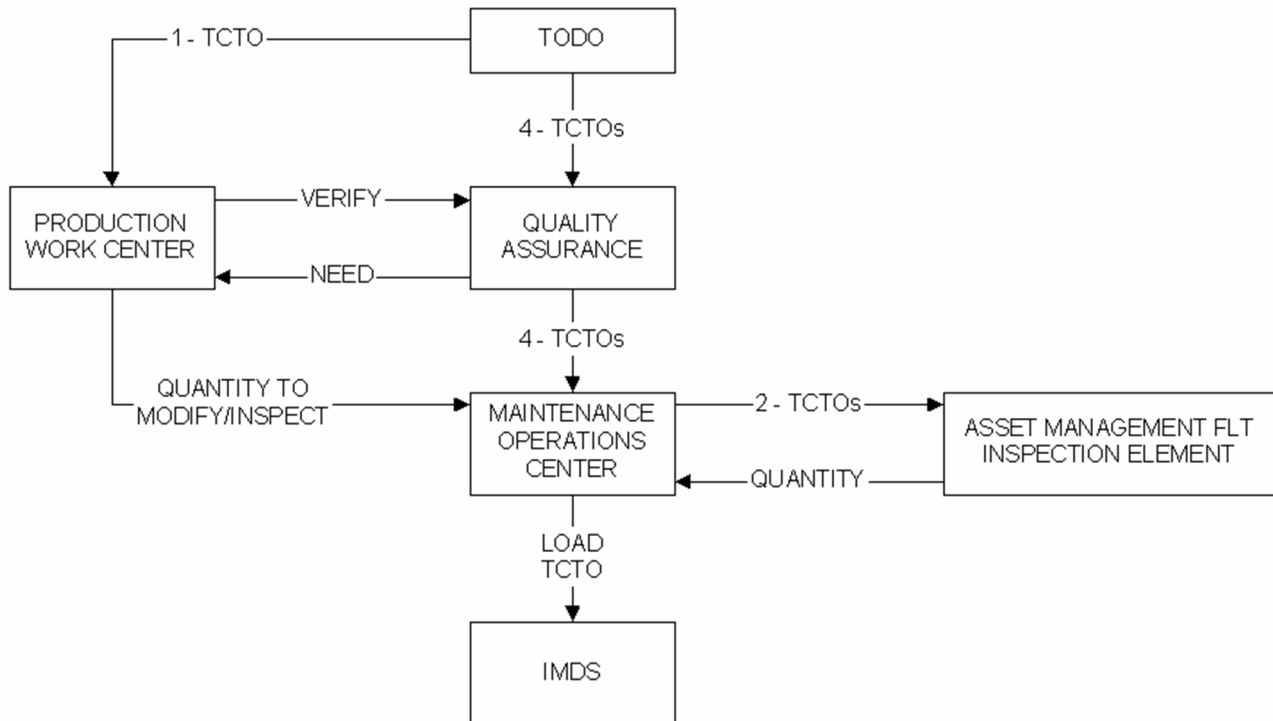 1 - TCTO
TODO
4 - TCTOs
PRODUCTION
WORK CENTER
VERIFY
NEED
QUALITY
ASSURANCE
4 - TCTOs
QUANTITY TO
MODIFY/INSPECT
MAINTENANCE
OPERATIONS
CENTER
2 - TCTOs
QUANTITY
ASSET MANAGEMENT FLT
INSPECTION ELEMENT
LOAD
TCTO
IMDS